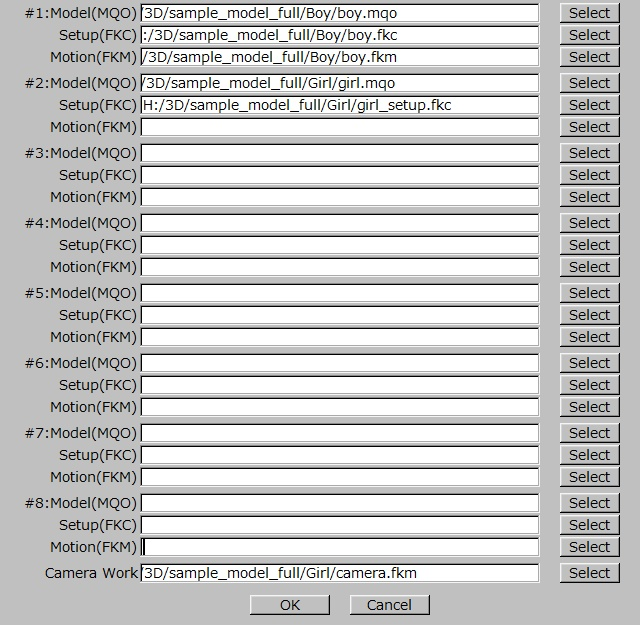 #1:Model(MQO) /3D/sample_model_full/Boy/boy.mqo Select
Setup(FKC) :/3D/sample_model_full/Boy/boy.fkc Select
Motion(FKM) /3D/sample_model_full/Boy/boy.fkm Select
#2:Model(MQO) /3D/sample_model_full/Girl/girl.mqo Select
Setup(FKC) H:/3D/sample_model_full/Girl/girl_setup.fkc Select
Motion(FKM) Select
#3:Model(MQO) Select
Setup(FKC) Select
Motion(FKM) Select
#4:Model(MQO) Select
Setup(FKC) Select
Motion(FKM) Select
#5:Model(MQO) Select
Setup(FKC) Select
Motion(FKM) Select
#6:Model(MQO) Select
Setup(FKC) Select
Motion(FKM) Select
#7:Model(MQO) Select
Setup(FKC) Select
Motion(FKM) Select
#8:Model(MQO) Select
Setup(FKC) Select
Motion(FKM) Select
Camera Work /3D/sample_model_full/Girl/camera.fkm Select
OK Cancel